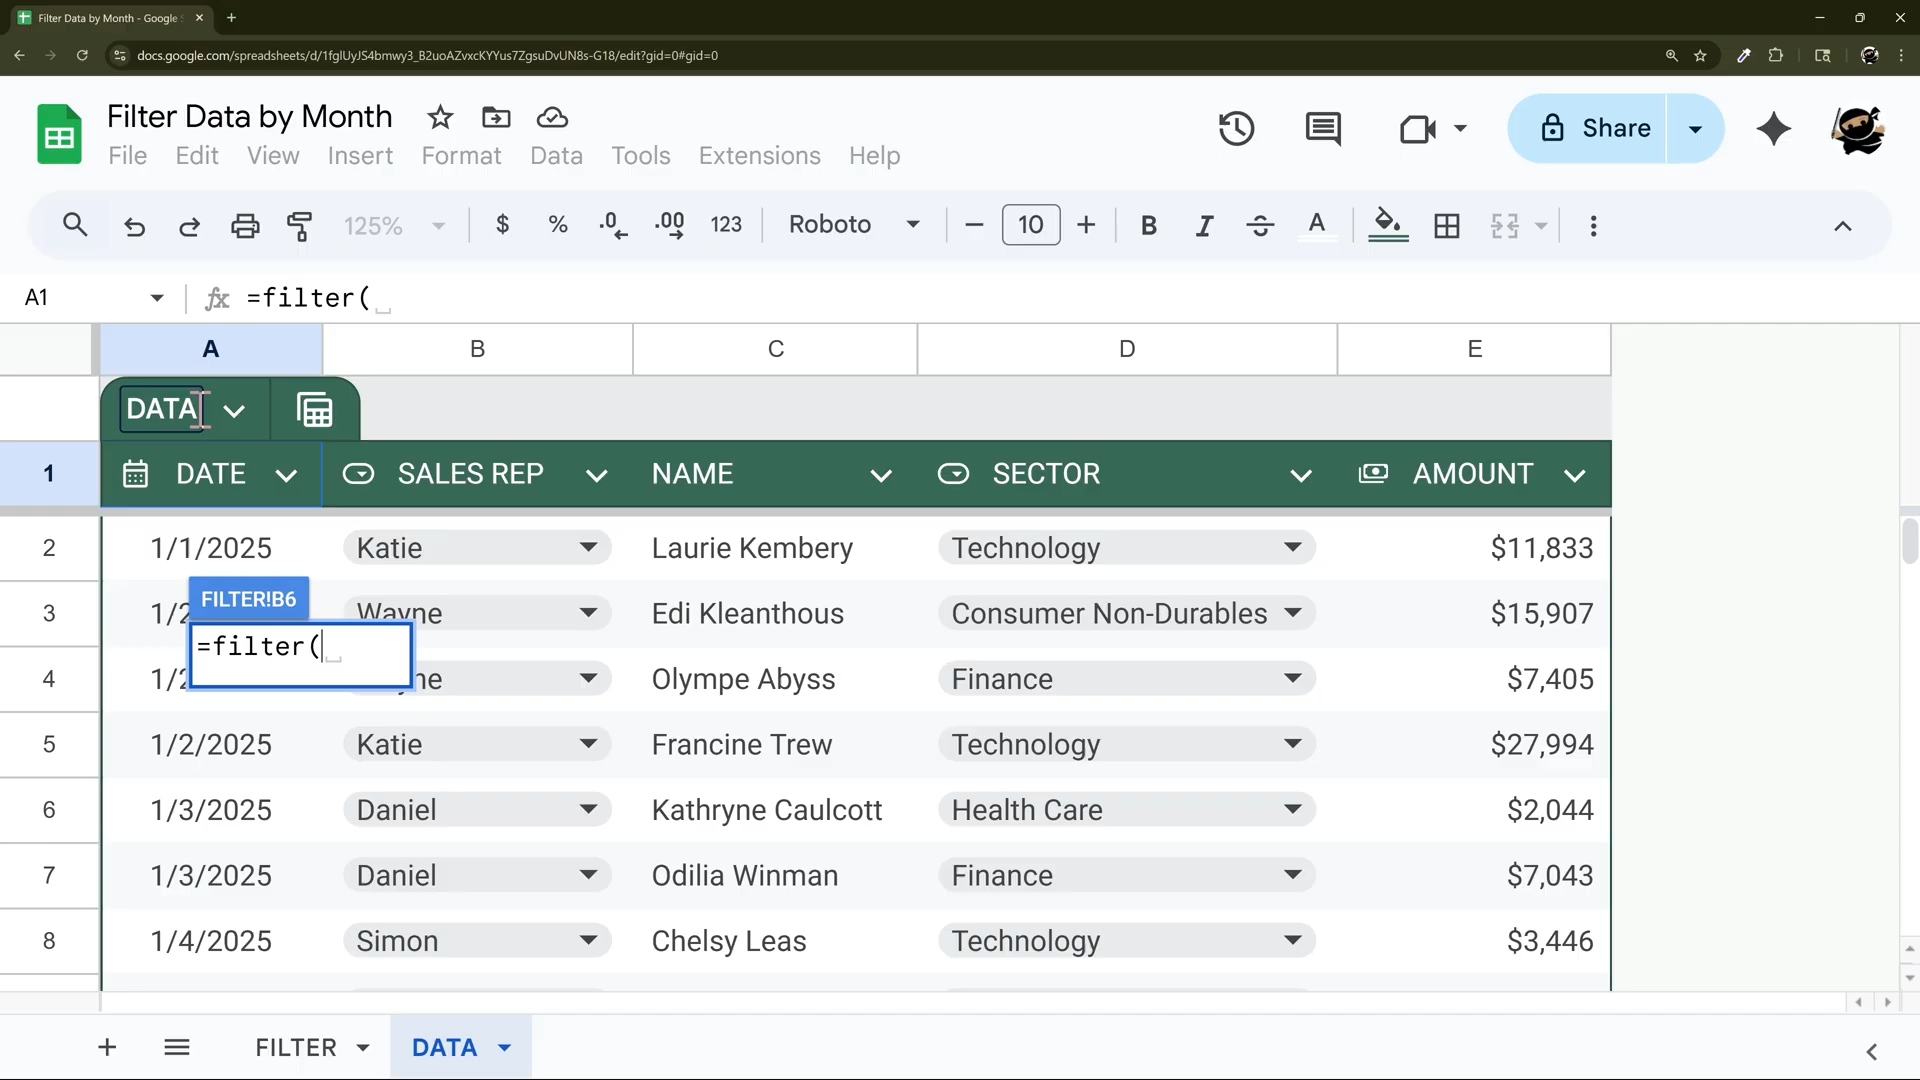 Filter Data by Month - Google S
docs.google.com/spreadsheets/d/1fglUyJS4bmwy3_B2uoAZvxcKYYus7ZgsuDvUN8s-G18/edit?gid=0#gid=0
Filter Data by Month
File Edit View Insert Format Data Tools Extensions Help
Share
125% $ % .0 .00 123 Roboto 10 B I S A
A1 fx =filter(
A B C D E
DATA
1 DATE SALES REP NAME SECTOR AMOUNT
2 1/1/2025 Katie Laurie Kembery Technology $11,833
FILTER!B6
3 1/2 Wayne Edi Kleanthous Consumer Non-Durables $15,907
=filter(
4 1/2 Olympe Abyss Finance $7,405
5 1/2/2025 Katie Francine Trew Technology $27,994
6 1/3/2025 Daniel Kathryne Caulcott Health Care $2,044
7 1/3/2025 Daniel Odilia Winman Finance $7,043
8 1/4/2025 Simon Chelsy Leas Technology $3,446
FILTER DATA